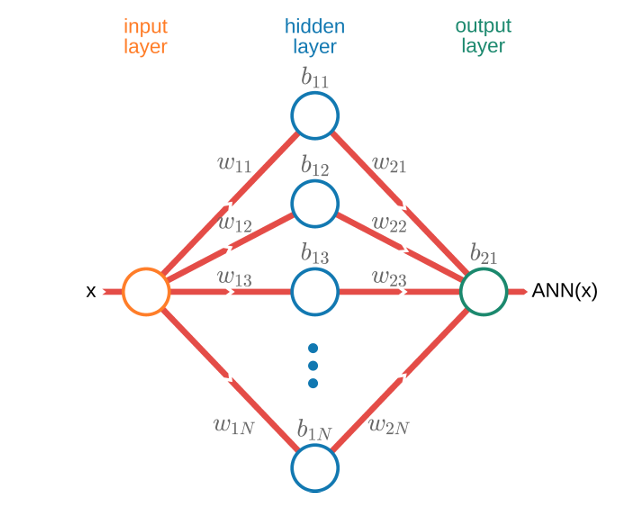 input
layer
hidden
layer
output
layer
b₁₁
w₁₁
w₂₁
b₁₂
w₁₂
w₂₂
b₁₃
b₂₁
w₁₃
w₂₃
x
ANN(x)
w₁N
b₁N
w₂N